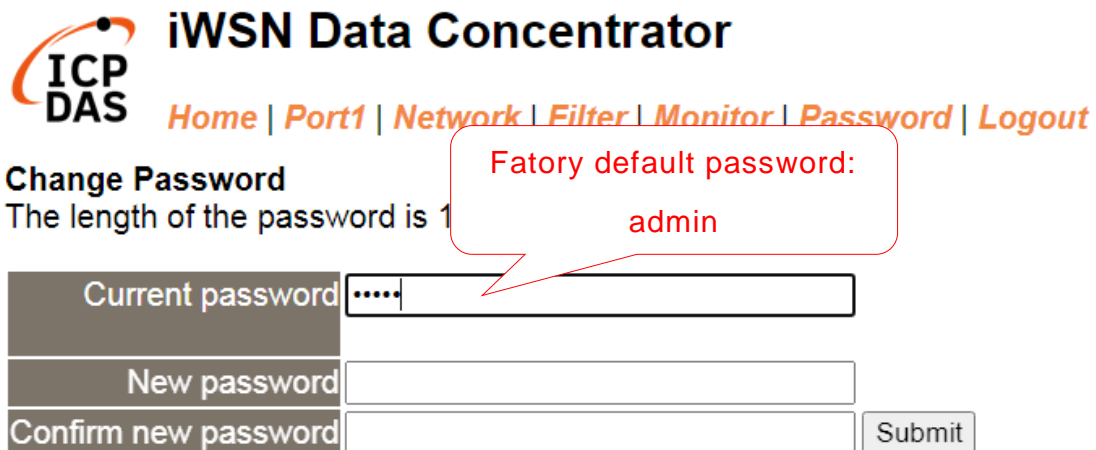 iWSN Data Concentrator
ICP
DAS
Home | Port1 | Network | Filter | Monitor | Password | Logout
Fatory default password:
admin
Change Password
The length of the password is 1
Current password •••••
New password
Confirm new password Submit